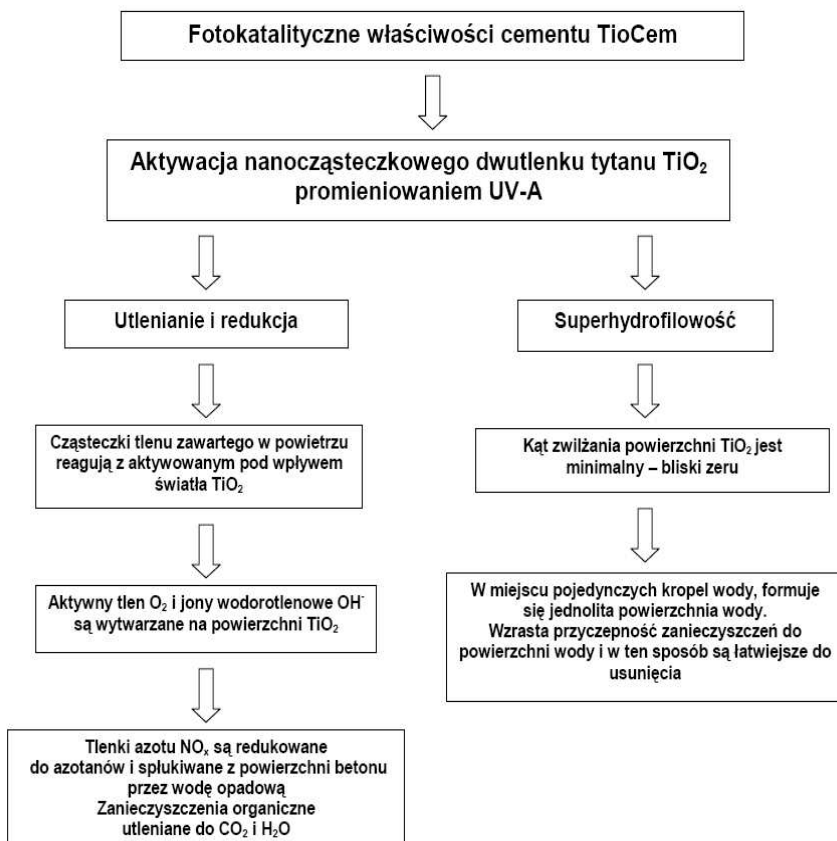 Fotokatalityczne właściwości cementu TioCem
Aktywacja nanocząsteczkowego dwutlenku tytanu TiO₂
promieniowaniem UV-A
Utlenianie i redukcja
Cząsteczki tlenu zawartego w powietrzu
reagują z aktywowanym pod wpływem
światła TiO₂
Aktywny tlen O₂ i jony wodorotlenowe OH⁻
są wytwarzane na powierzchni TiO₂
Tlenki azotu NOₓ są redukowane
do azotanów i spłukiwane z powierzchni betonu
przez wodę opadową
Zanieczyszczenia organiczne
utleniane do CO₂ i H₂O
Superhydrofilowość
Kąt zwilżania powierzchni TiO₂ jest
minimalny – bliski zeru
W miejscu pojedynczych kropel wody, formuje
się jednolita powierzchnia wody.
Wzrasta przyczepność zanieczyszczeń do
powierzchni wody i w ten sposób są łatwiejsze do
usunięcia